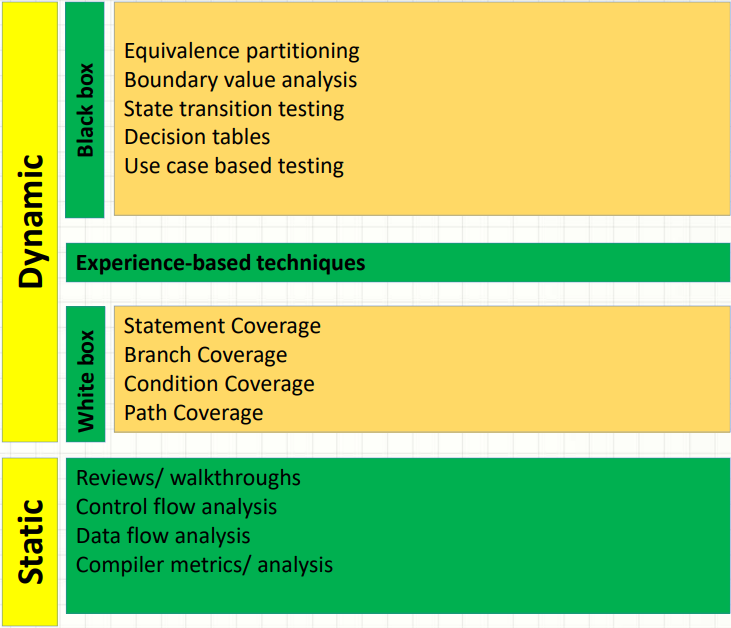 Dynamic
Black box
Equivalence partitioning
Boundary value analysis
State transition testing
Decision tables
Use case based testing
Experience-based techniques
White box
Statement Coverage
Branch Coverage
Condition Coverage
Path Coverage
Static
Reviews/ walkthroughs
Control flow analysis
Data flow analysis
Compiler metrics/ analysis